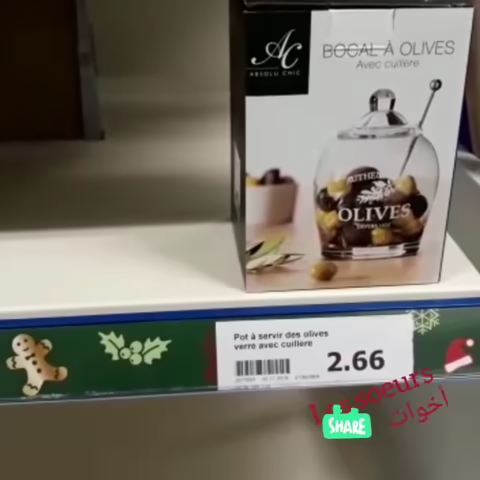 AC
ABSOLU CHIC
BOCAL À OLIVES
Avec cuillère
OLIVES
Pot à servir des olives
verre avec cuillère
2.66
soeurs
أخوات
SHARE